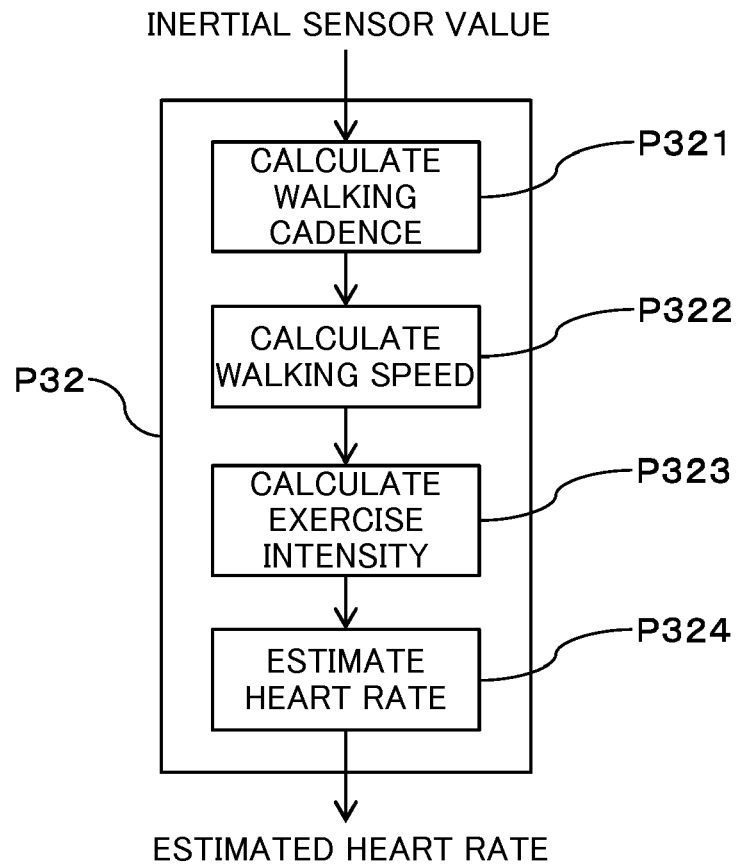 INERTIAL SENSOR VALUE
CALCULATE
WALKING
CADENCE
P321
CALCULATE
WALKING SPEED
P322
P32
CALCULATE
EXERCISE
INTENSITY
P323
ESTIMATE
HEART RATE
P324
ESTIMATED HEART RATE